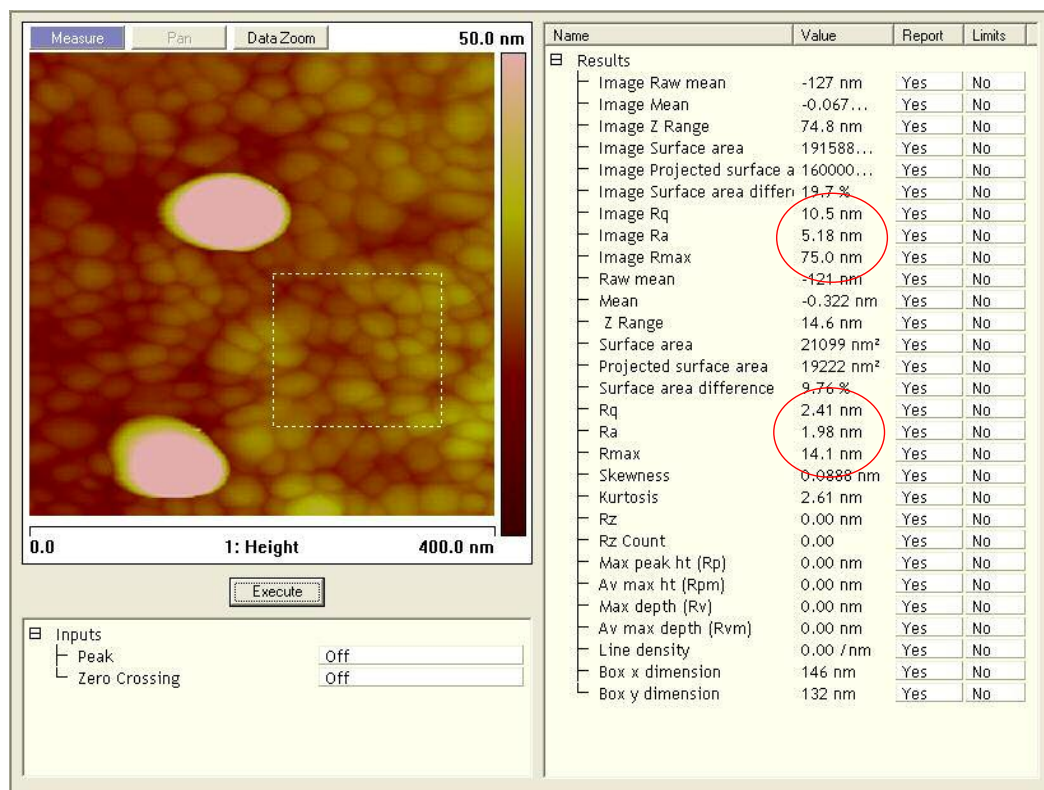 Measure Pan Data Zoom 50.0 nm
0.0 1: Height 400.0 nm
Execute
Inputs
Peak Off
Zero Crossing Off
Name Value Report Limits
Results
Image Raw mean -127 nm Yes No
Image Mean -0.067... Yes No
Image Z Range 74.8 nm Yes No
Image Surface area 191588... Yes No
Image Projected surface a 160000... Yes No
Image Surface area differ 19.7 % Yes No
Image Rq 10.5 nm Yes No
Image Ra 5.18 nm Yes No
Image Rmax 75.0 nm Yes No
Raw mean -121 nm Yes No
Mean -0.322 nm Yes No
Z Range 14.6 nm Yes No
Surface area 21099 nm² Yes No
Projected surface area 19222 nm² Yes No
Surface area difference 9.76 % Yes No
Rq 2.41 nm Yes No
Ra 1.98 nm Yes No
Rmax 14.1 nm Yes No
Skewness 0.0888 nm Yes No
Kurtosis 2.61 nm Yes No
Rz 0.00 nm Yes No
Rz Count 0.00 Yes No
Max peak ht (Rp) 0.00 nm Yes No
Av max ht (Rpm) 0.00 nm Yes No
Max depth (Rv) 0.00 nm Yes No
Av max depth (Rvm) 0.00 nm Yes No
Line density 0.00 /nm Yes No
Box x dimension 146 nm Yes No
Box y dimension 132 nm Yes No